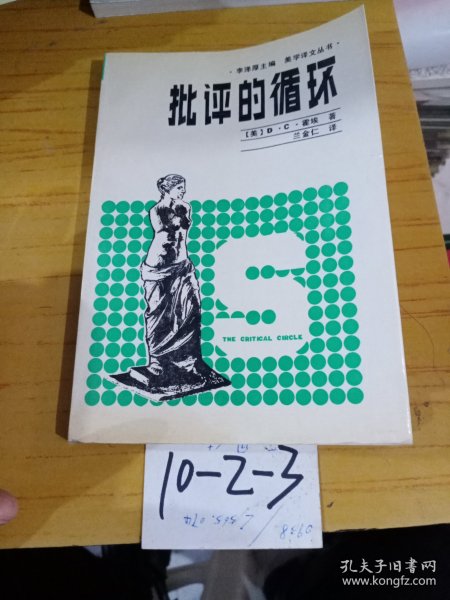 ·李泽厚主编 美学译文丛书·
批评的循环
〔美〕D·C·霍埃 著
兰金仁 译
THE CRITICAL CIRCLE
10-2-3
孔夫子旧书网
www.kongfz.com